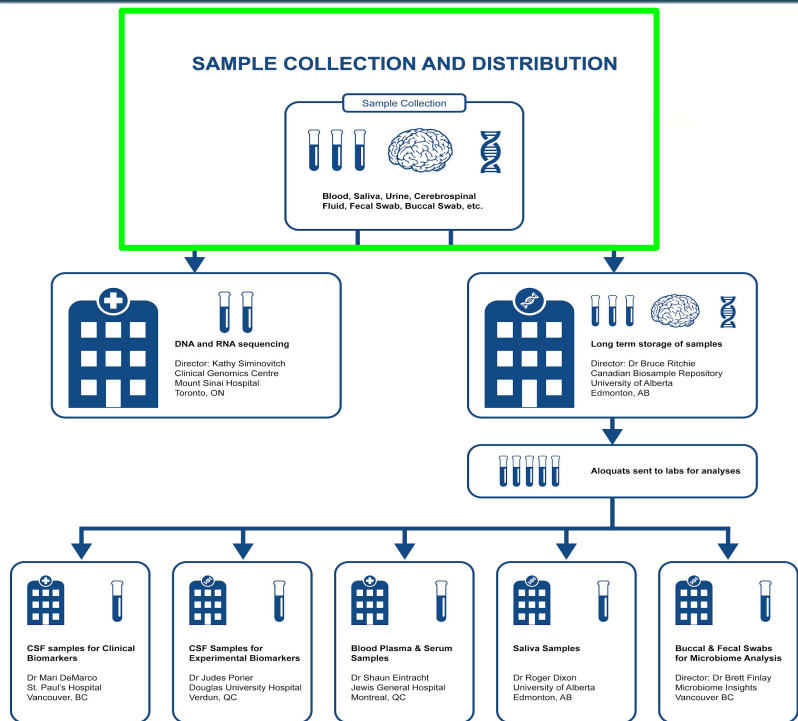 SAMPLE COLLECTION AND DISTRIBUTION
Sample Collection
Blood, Saliva, Urine, Cerebrospinal
Fluid, Fecal Swab, Buccal Swab, etc.
DNA and RNA sequencing
Director: Kathy Siminovitch
Clinical Genomics Centre
Mount Sinai Hospital
Toronto, ON
Long term storage of samples
Director: Dr Bruce Ritchie
Canadian Biosample Repository
University of Alberta
Edmonton, AB
Aloquats sent to labs for analyses
CSF samples for Clinical
Biomarkers
Dr Mari DeMarco
St. Paul's Hospital
Vancouver, BC
CSF Samples for
Experimental Biomarkers
Dr Judes Porier
Douglas University Hospital
Verdun, QC
Blood Plasma & Serum
Samples
Dr Shaun Eintracht
Jewis General Hospital
Montreal, QC
Saliva Samples
Dr Roger Dixon
University of Alberta
Edmonton, AB
Buccal & Fecal Swabs
for Microbiome Analysis
Director: Dr Brett Finlay
Microbiome Insights
Vancouver BC